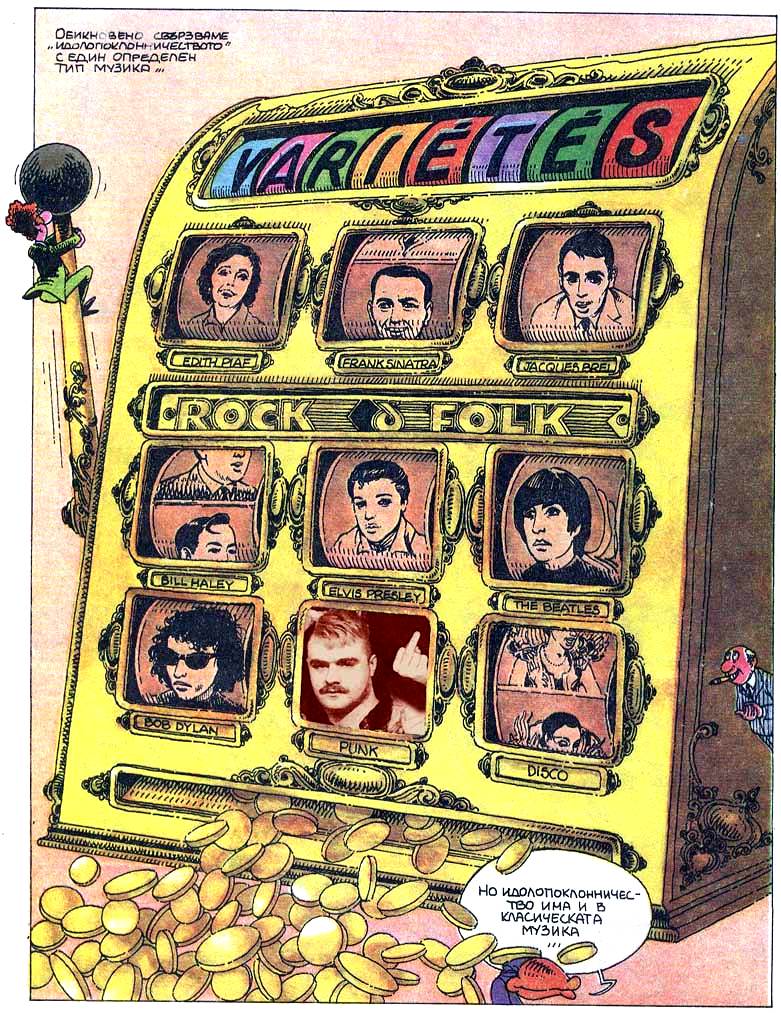 ОБИКНОВЕНО СВЪРЗВАМЕ
„ИДОЛОПОКЛОННИЧЕСТВОТО"
С ЕДИН ОПРЕДЕЛЕН
ТИП МУЗИКА...
VARIÉTÉS
EDITH PIAF
FRANK SINATRA
JACQUES BREL
ROCK & FOLK
BILL HALEY
ELVIS PRESLEY
THE BEATLES
BOB DYLAN
PUNK
DISCO
НО ИДОЛОПОКЛОННИЧЕС-
ТВО ИМА И В
КЛАСИЧЕСКАТА
МУЗИКА
...